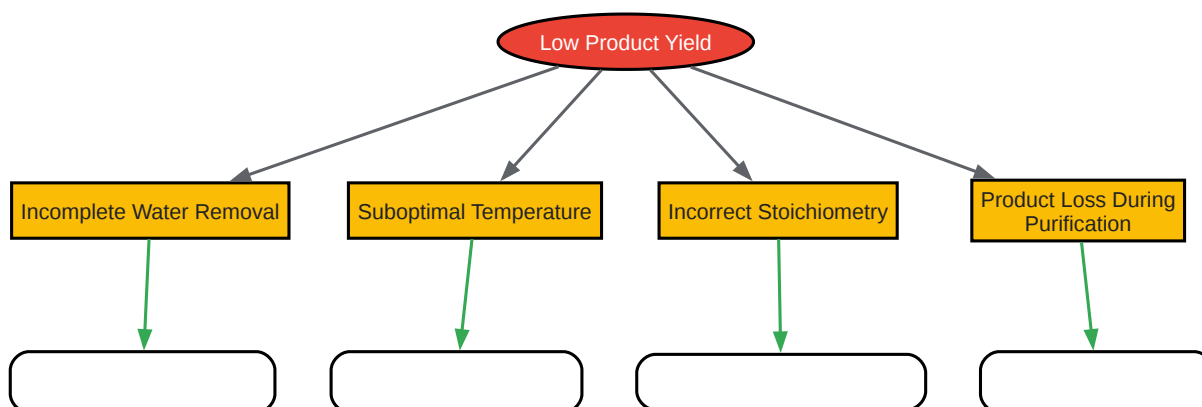 Low Product Yield
Incomplete Water Removal
Suboptimal Temperature
Incorrect Stoichiometry
Product Loss During
Purification